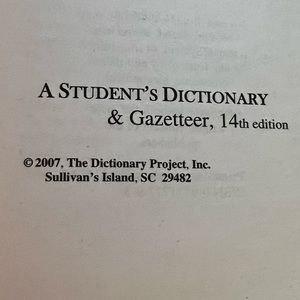 A STUDENT'S DICTIONARY
& Gazetteer, 14th edition
© 2007, The Dictionary Project, Inc.
Sullivan's Island, SC 29482